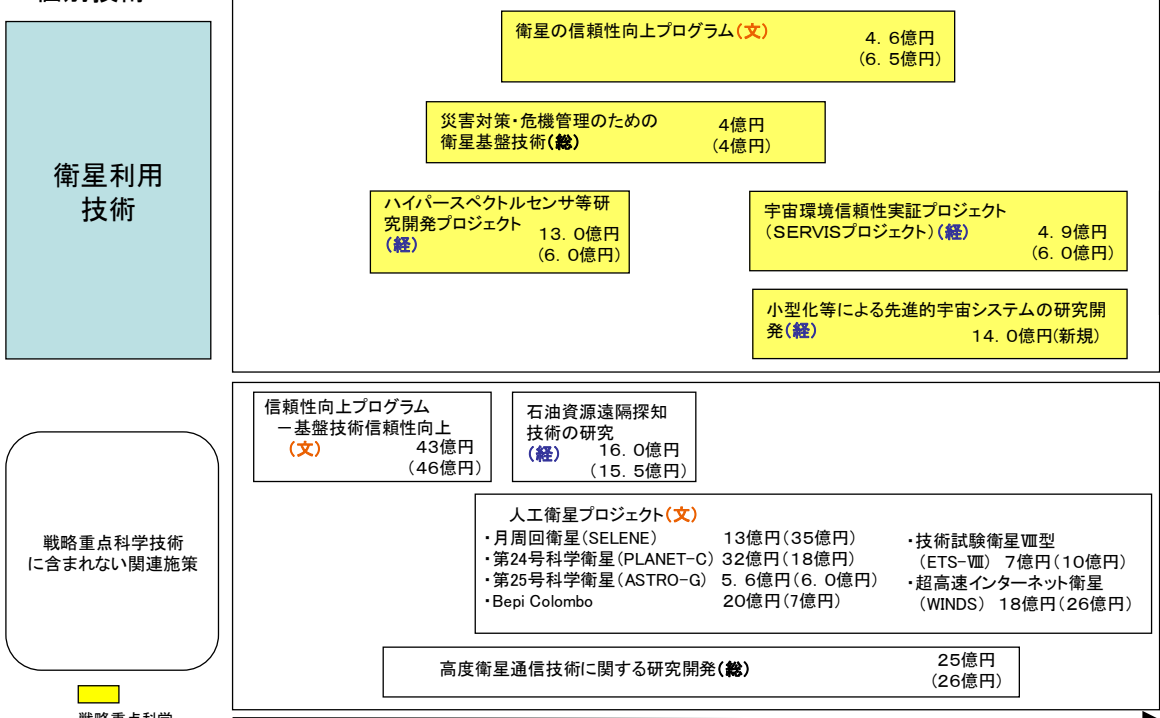 個別技術
衛星の信頼性向上プログラム(文)
4.6億円
(6.5億円)
災害対策・危機管理のための
衛星基盤技術(総)
4億円
(4億円)
衛星利用
技術
ハイパースペクトルセンサ等研
究開発プロジェクト
(経)
13.0億円
(6.0億円)
宇宙環境信頼性実証プロジェクト
(SERVISプロジェクト)(経)
4.9億円
(6.0億円)
小型化等による先進的宇宙システムの研究開
発(経)
14.0億円(新規)
信頼性向上プログラム
-基盤技術信頼性向上
(文)
43億円
(46億円)
石油資源遠隔探知
技術の研究
(経)
16.0億円
(15.5億円)
戦略重点科学技術
に含まれない関連施策
人工衛星プロジェクト(文)
・月周回衛星(SELENE) 13億円(35億円)
・第24号科学衛星(PLANET-C) 32億円(18億円)
・第25号科学衛星(ASTRO-G) 5.6億円(6.0億円)
・Bepi Colombo 20億円(7億円)
・技術試験衛星Ⅷ型
(ETS-Ⅷ) 7億円(10億円)
・超高速インターネット衛星
(WINDS) 18億円(26億円)
高度衛星通信技術に関する研究開発(総)
25億円
(26億円)
戦略重点科学